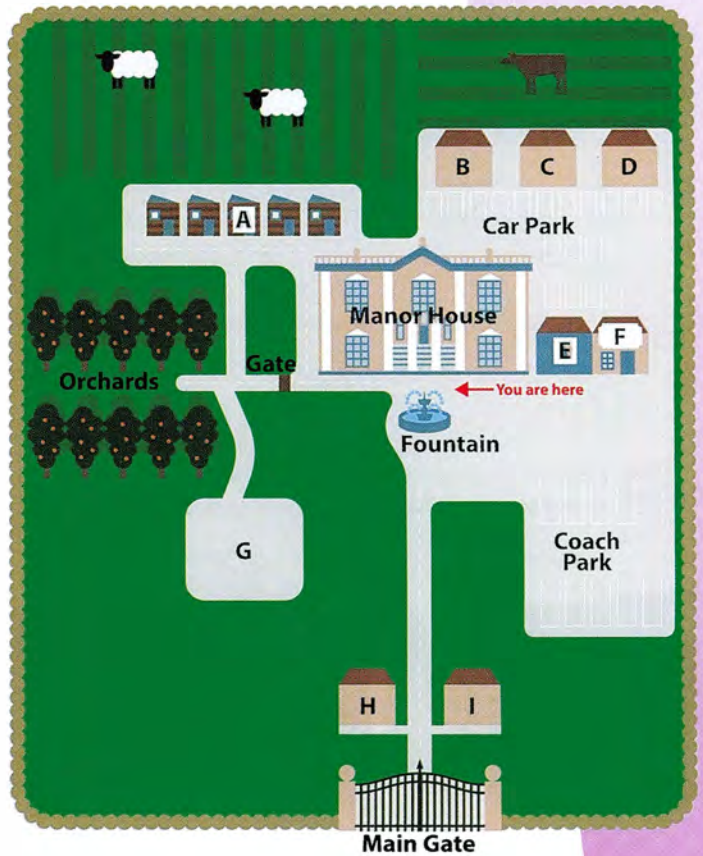 B
C
D
A
Car Park
Manor House
E
F
Gate
Orchards
You are here
Fountain
G
Coach
Park
H
I
Main Gate